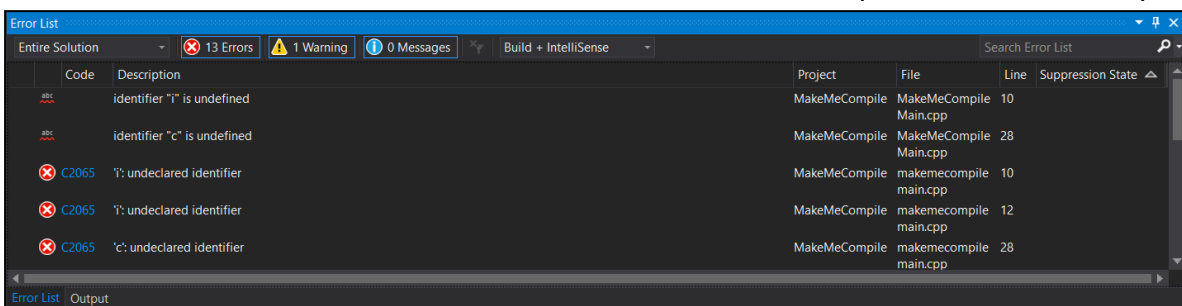 Error List
Entire Solution 13 Errors 1 Warning 0 Messages Build + IntelliSense Search Error List
Code Description Project File Line Suppression State
abc identifier "i" is undefined MakeMeCompile MakeMeCompile 10
Main.cpp
abc identifier "c" is undefined MakeMeCompile MakeMeCompile 28
Main.cpp
C2065 'i': undeclared identifier MakeMeCompile makemecompile 10
main.cpp
C2065 'i': undeclared identifier MakeMeCompile makemecompile 12
main.cpp
C2065 'c': undeclared identifier MakeMeCompile makemecompile 28
main.cpp
Error List Output